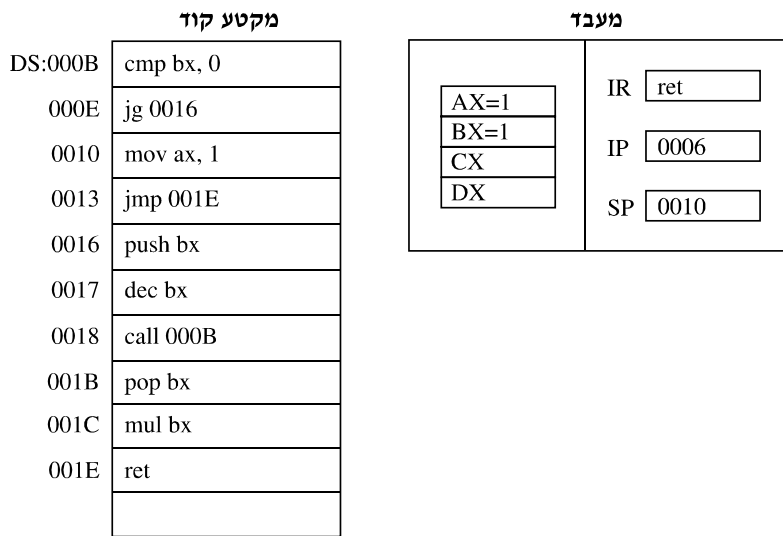 מקטע קוד
DS:000B cmp bx, 0
000E jg 0016
0010 mov ax, 1
0013 jmp 001E
0016 push bx
0017 dec bx
0018 call 000B
001B pop bx
001C mul bx
001E ret
מעבד
AX=1
BX=1
CX
DX
IR ret
IP 0006
SP 0010